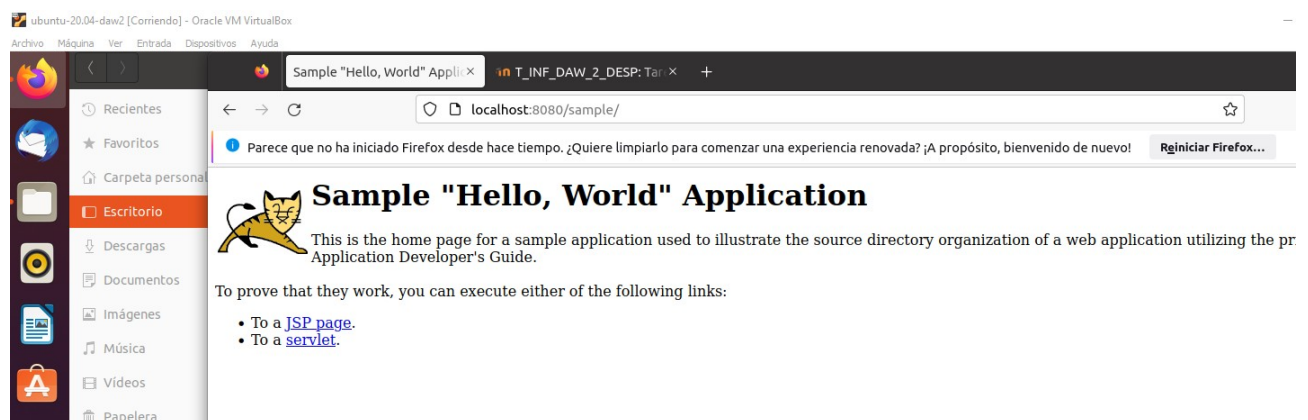 ubuntu-20.04-daw2 [Corriendo] - Oracle VM VirtualBox
Archivo Máquina Ver Entrada Dispositivos Ayuda
Sample "Hello, World" Applic × T_INF_DAW_2_DESP: Tar × +
Recientes
localhost:8080/sample/
Favoritos
Parece que no ha iniciado Firefox desde hace tiempo. ¿Quiere limpiarlo para comenzar una experiencia renovada? ¡A propósito, bienvenido de nuevo! Reiniciar Firefox...
Carpeta personal
Escritorio
Descargas
Documentos
Imágenes
Música
Vídeos
Papelera
Sample "Hello, World" Application
This is the home page for a sample application used to illustrate the source directory organization of a web application utilizing the
Application Developer's Guide.
To prove that they work, you can execute either of the following links:
• To a JSP page.
• To a servlet.